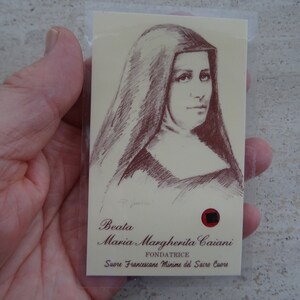 Beata
Maria Margherita Caiani
FONDATRICE
Suore Francescane Minime del Sacro Cuore